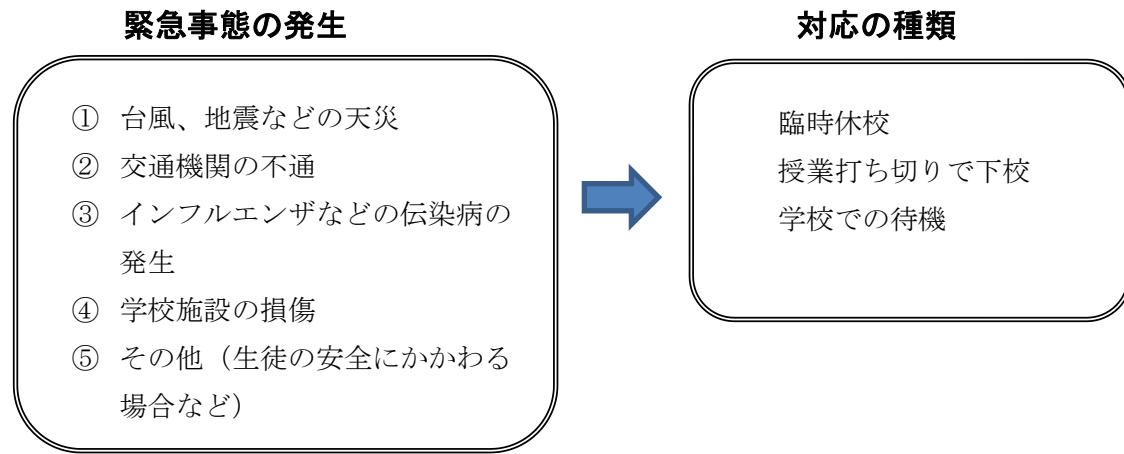 緊急事態の発生
① 台風、地震などの天災
② 交通機関の不通
③ インフルエンザなどの伝染病の
発生
④ 学校施設の損傷
⑤ その他（生徒の安全にかかわる
場合など）
対応の種類
臨時休校
授業打ち切りで下校
学校での待機